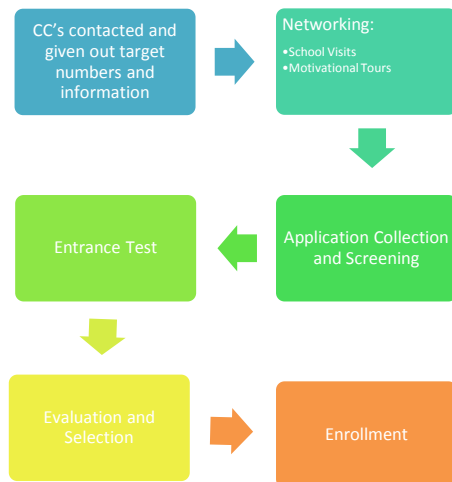 CC's contacted and
given out target
numbers and
information
Networking:
•School Visits
•Motivational Tours
Application Collection
and Screening
Entrance Test
Evaluation and
Selection
Enrollment